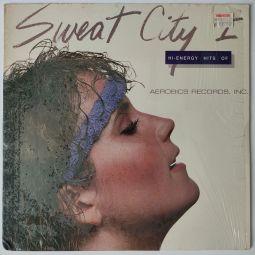 Sweat City I
HI-ENERGY HITS OF
AEROBICS RECORDS, INC.